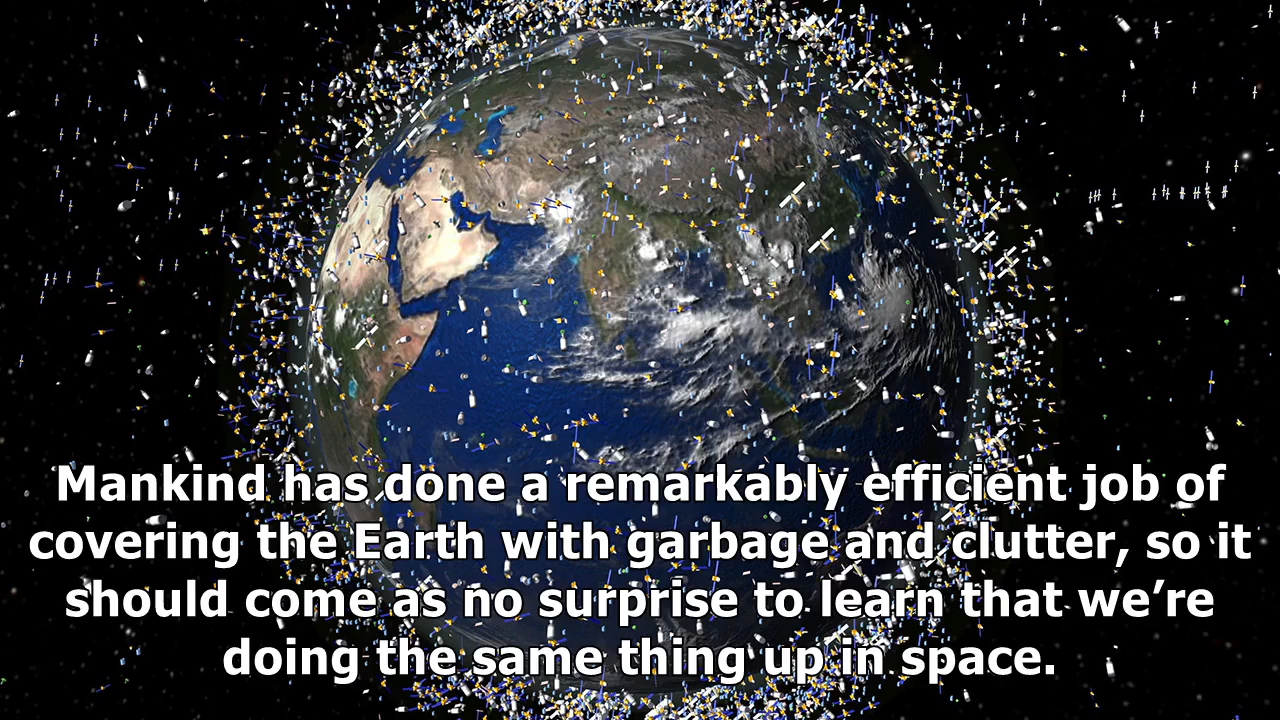 Mankind has done a remarkably efficient job of
covering the Earth with garbage and clutter, so it
should come as no surprise to learn that we’re
doing the same thing up in space.